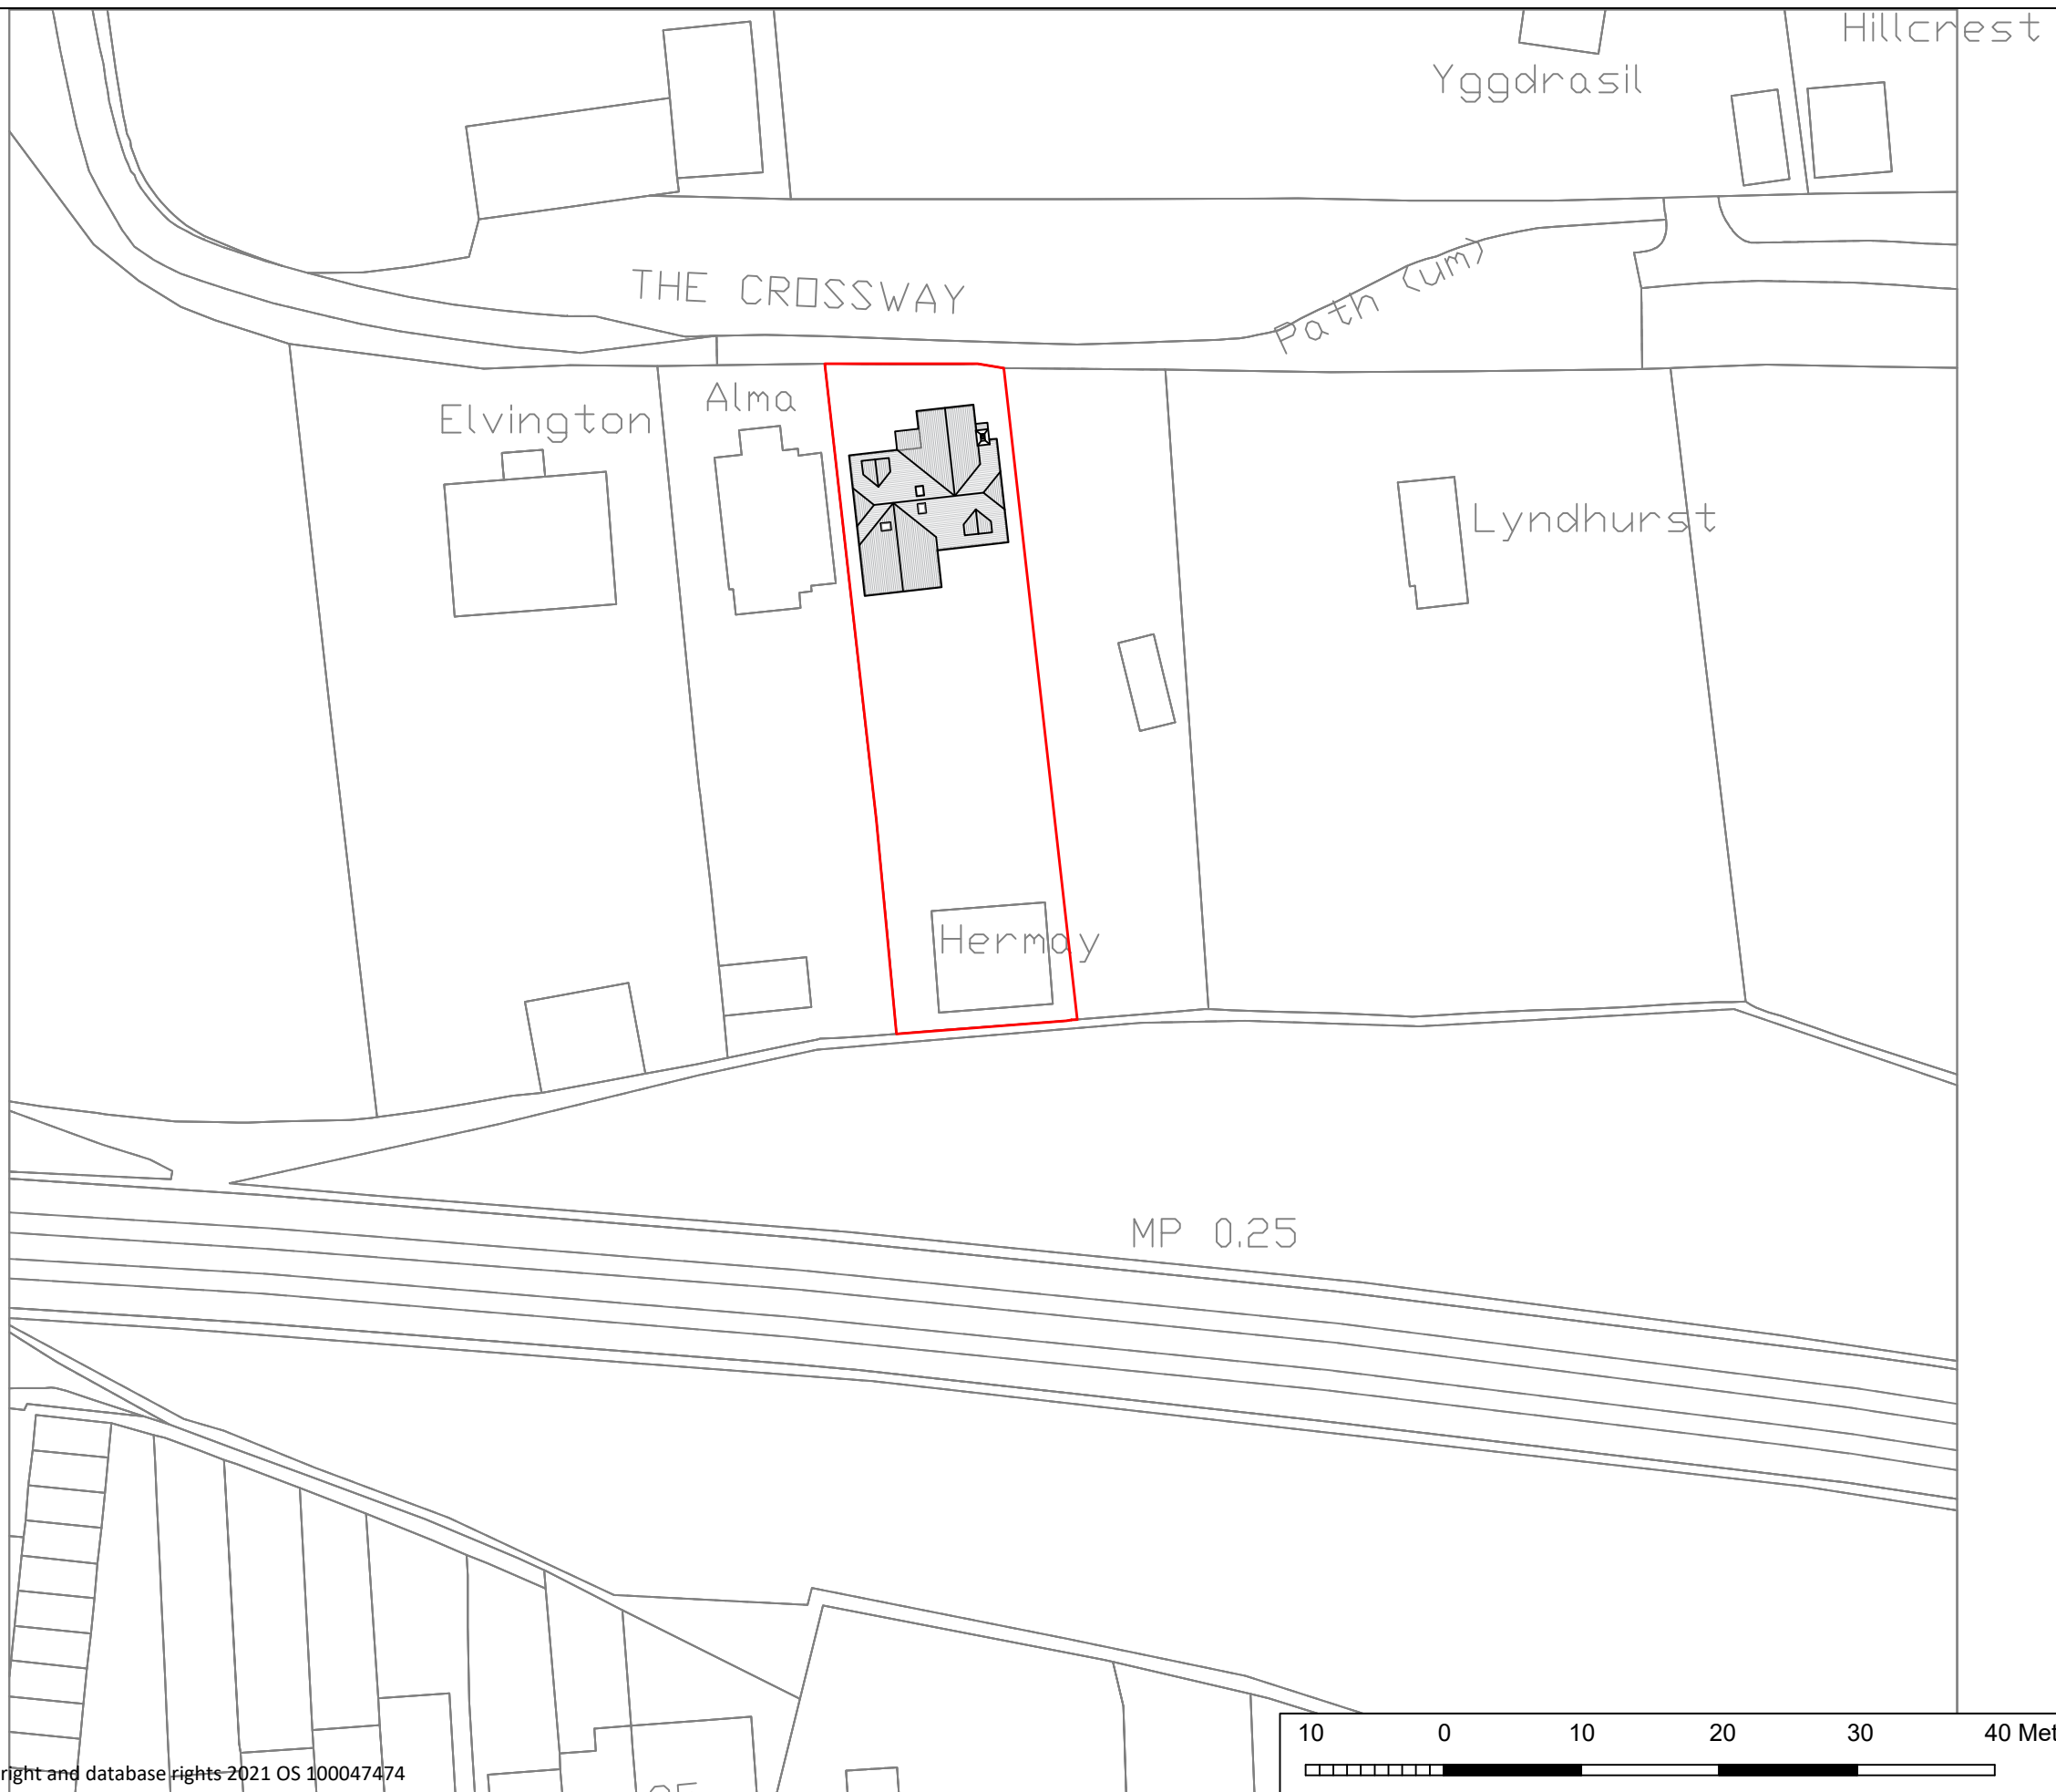 Hillcrest
Yggdrasil
THE CROSSWAY
Path (um)
Alma
Elvington
Lyndhurst
Hermay
MP 0.25
10 0 10 20 30 40 Met
right and database rights 2021 OS 100047474